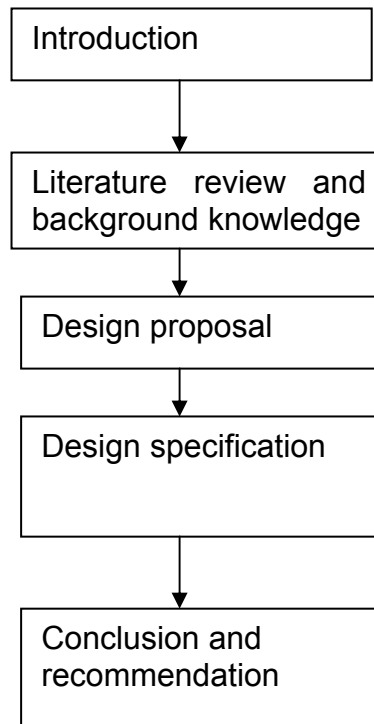 Introduction
Literature review and
background knowledge
Design proposal
Design specification
Conclusion and
recommendation